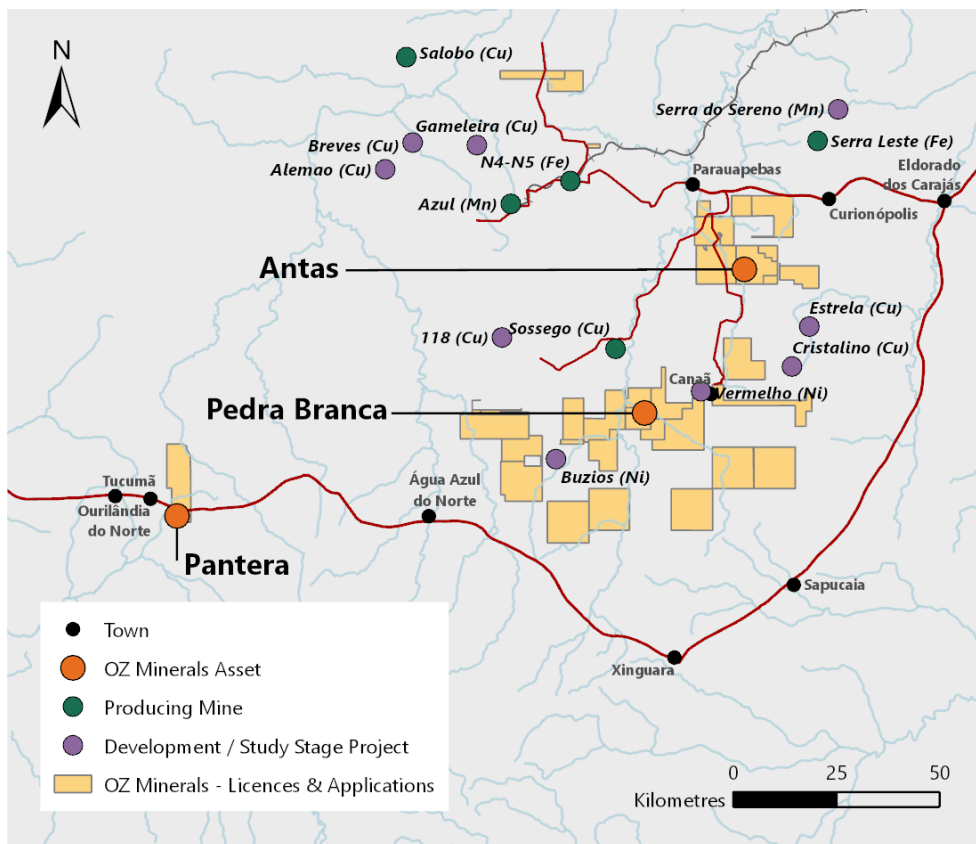 N
Salobo (Cu)
Serra do Sereno (Mn)
Gameleira (Cu)
Breves (Cu)
Serra Leste (Fe)
Alemao (Cu)
N4-N5 (Fe)
Parauapebas
Eldorado
dos Carajás
Azul (Mn)
Curionópolis
Antas
Estrela (Cu)
118 (Cu)
Sossego (Cu)
Cristalino (Cu)
Canaã
Vermelho (Ni)
Pedra Branca
Buzios (Ni)
Tucumã
Ourilândia
do Norte
Água Azul
do Norte
Pantera
Sapucaia
Xinguara
Town
OZ Minerals Asset
Producing Mine
Development / Study Stage Project
OZ Minerals - Licences & Applications
0 25 50
Kilometres